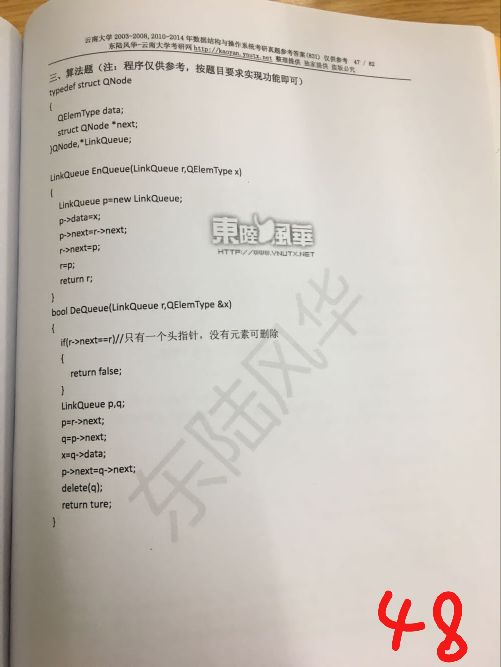 云南大学 2003-2008,2010-2014 年数据结构与操作系统考研真题参考答案(831) 仅供参考 47 / 82
东陆风华-云南大学考研网 http://kaoyan.ynutx.net 整理提供 独家提供 盗版必究
三、算法题（注：程序仅供参考，按题目要求实现功能即可）
typedef struct QNode
{
QElemType data;
struct QNode *next;
}QNode,*LinkQueue;
LinkQueue EnQueue(LinkQueue r,QElemType x)
{
LinkQueue p=new LinkQueue;
p->data=x;
p->next=r->next;
r->next=p;
r=p;
return r;
}
東陸風華
HTTP://WWW.YNUTX.NET
bool DeQueue(LinkQueue r,QElemType &x)
{
if(r->next==r)//只有一个头指针，没有元素可删除
{
return false;
}
LinkQueue p,q;
p=r->next;
q=p->next;
x=q->data;
p->next=q->next;
delete(q);
return ture;
}
东陆风华
48